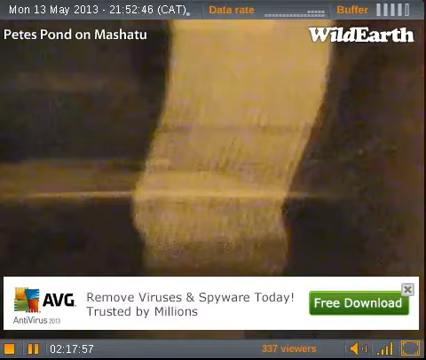 Mon 13 May 2013 - 21:52:46 (CAT)
Data rate
Buffer
Petes Pond on Mashatu
WildEarth
AVG
AntiVirus 2013
Remove Viruses & Spyware Today!
Trusted by Millions
Free Download
02:17:57
337 viewers